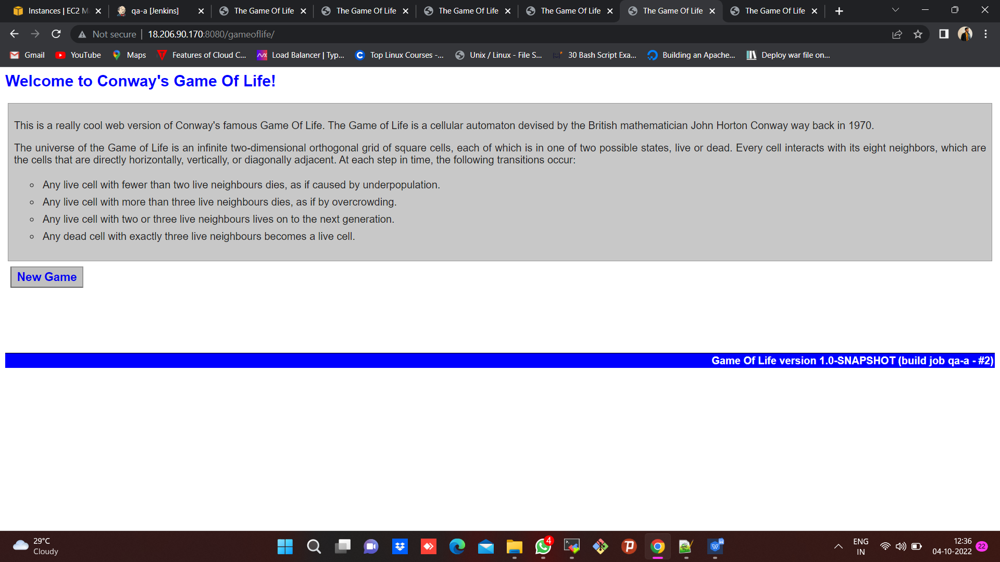 Instances | EC2 M
qa-a [Jenkins]
The Game Of Life
The Game Of Life
The Game Of Life
The Game Of Life
The Game Of Life
The Game Of Life
Not secure
18.206.90.170:8080/gameoflife/
Gmail
YouTube
Maps
Features of Cloud C...
Load Balancer | Typ...
Top Linux Courses -...
Unix / Linux - File S...
30 Bash Script Exa...
Building an Apache...
Deploy war file on...
Welcome to Conway's Game Of Life!
This is a really cool web version of Conway's famous Game Of Life. The Game of Life is a cellular automaton devised by the British mathematician John Horton Conway way back in 1970.
The universe of the Game of Life is an infinite two-dimensional orthogonal grid of square cells, each of which is in one of two possible states, live or dead. Every cell interacts with its eight neighbors, which are
the cells that are directly horizontally, vertically, or diagonally adjacent. At each step in time, the following transitions occur:
Any live cell with fewer than two live neighbours dies, as if caused by underpopulation.
Any live cell with more than three live neighbours dies, as if by overcrowding.
Any live cell with two or three live neighbours lives on to the next generation.
Any dead cell with exactly three live neighbours becomes a live cell.
New Game
Game Of Life version 1.0-SNAPSHOT (build job qa-a - #2)
29°C
Cloudy
4
ENG
IN
12:36
04-10-2022
22